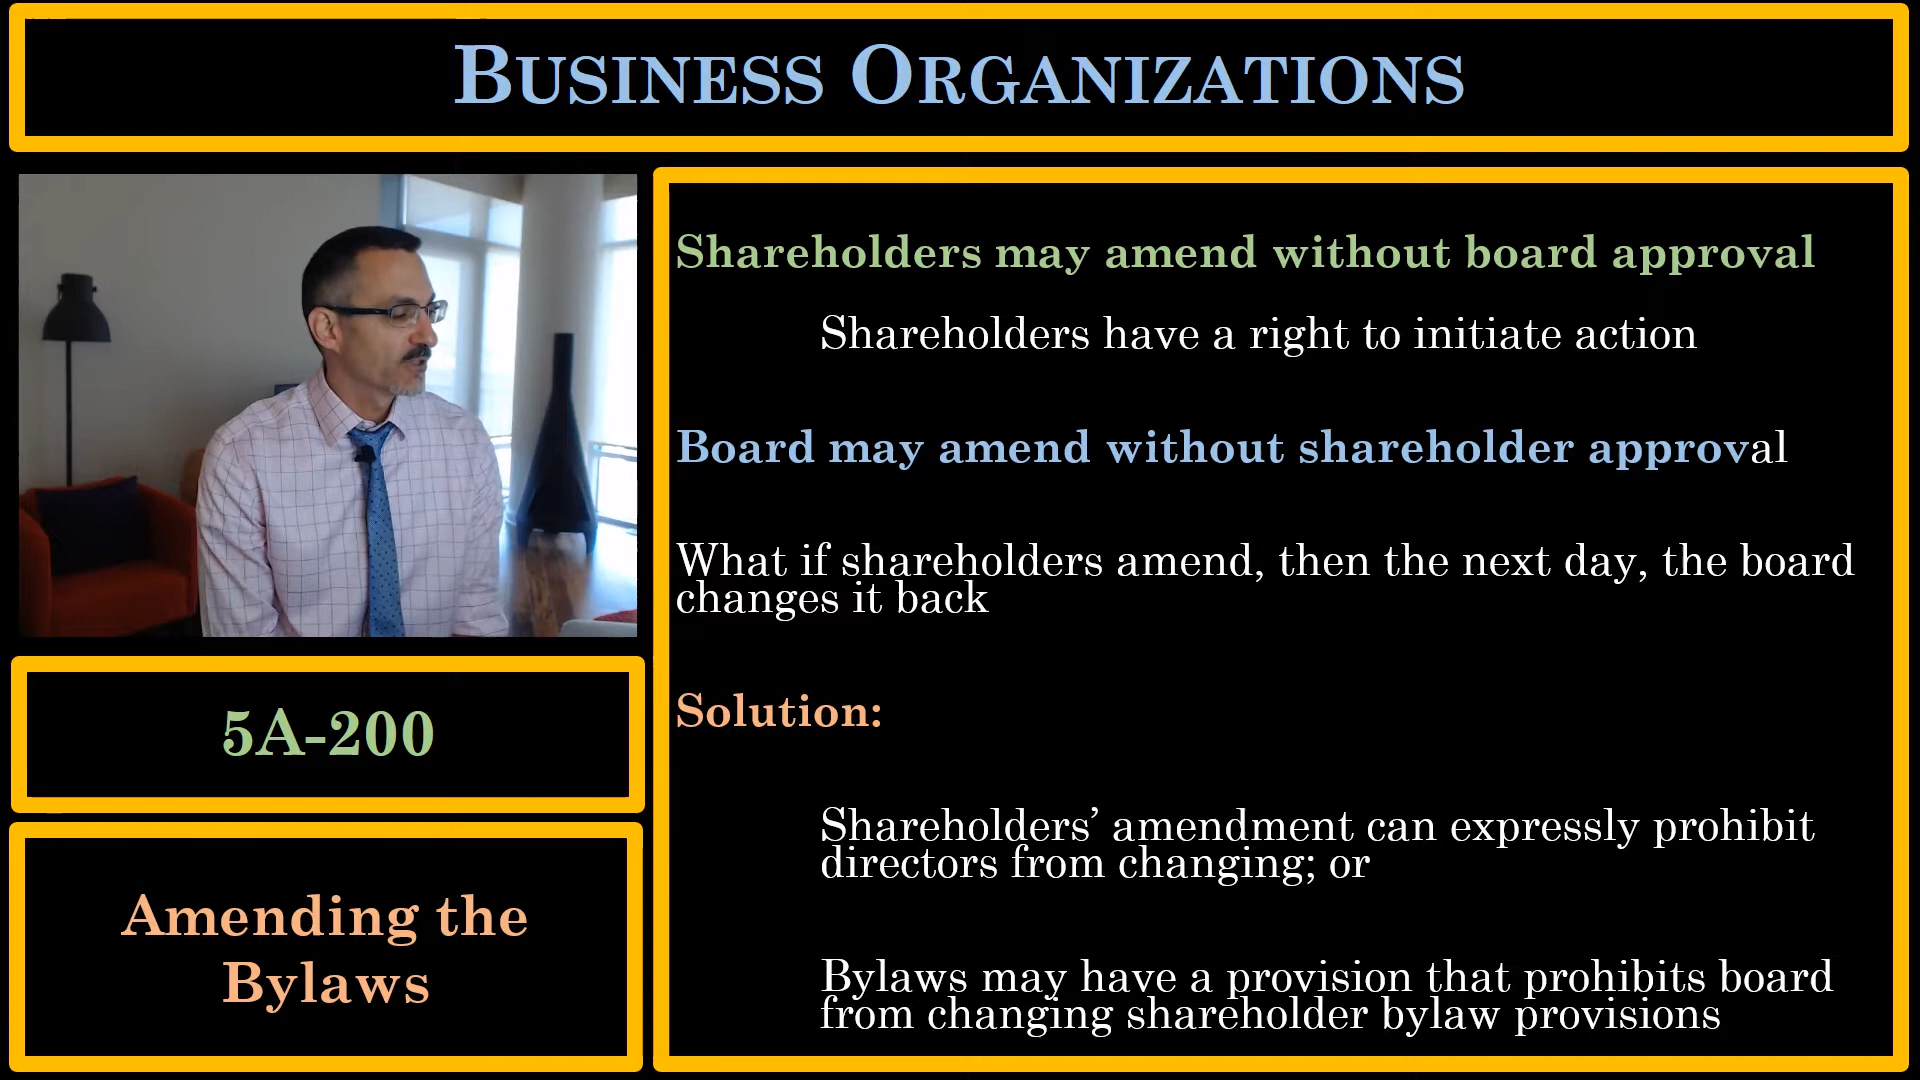 BUSINESS ORGANIZATIONS
Shareholders may amend without board approval
Shareholders have a right to initiate action
Board may amend without shareholder approval
What if shareholders amend, then the next day, the board
changes it back
Solution:
Shareholders’ amendment can expressly prohibit
directors from changing; or
Bylaws may have a provision that prohibits board
from changing shareholder bylaw provisions
5A-200
Amending the
Bylaws